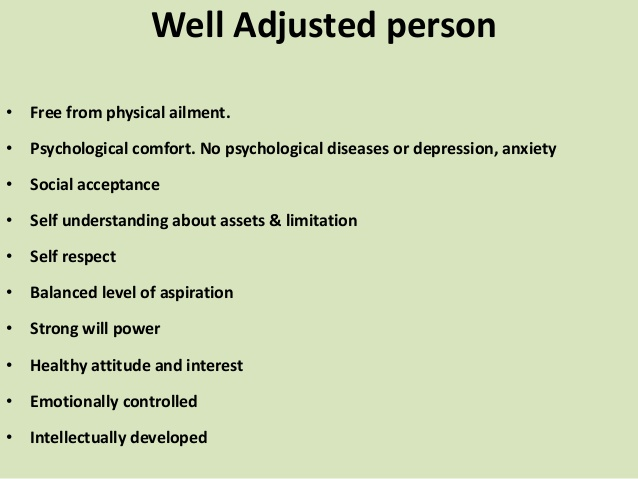 Well Adjusted person
• Free from physical ailment.
• Psychological comfort. No psychological diseases or depression, anxiety
• Social acceptance
• Self understanding about assets & limitation
• Self respect
• Balanced level of aspiration
• Strong will power
• Healthy attitude and interest
• Emotionally controlled
• Intellectually developed